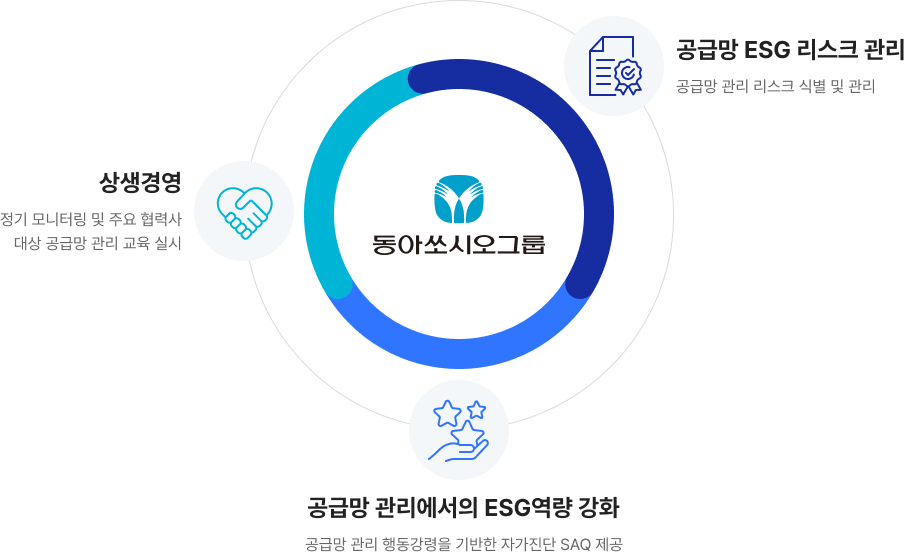 공급망 ESG 리스크 관리
공급망 관리 리스크 식별 및 관리
상생경영
정기 모니터링 및 주요 협력사
대상 공급망 관리 교육 실시
동아쏘시오그룹
공급망 관리에서의 ESG역량 강화
공급망 관리 행동강령을 기반한 자가진단 SAQ 제공